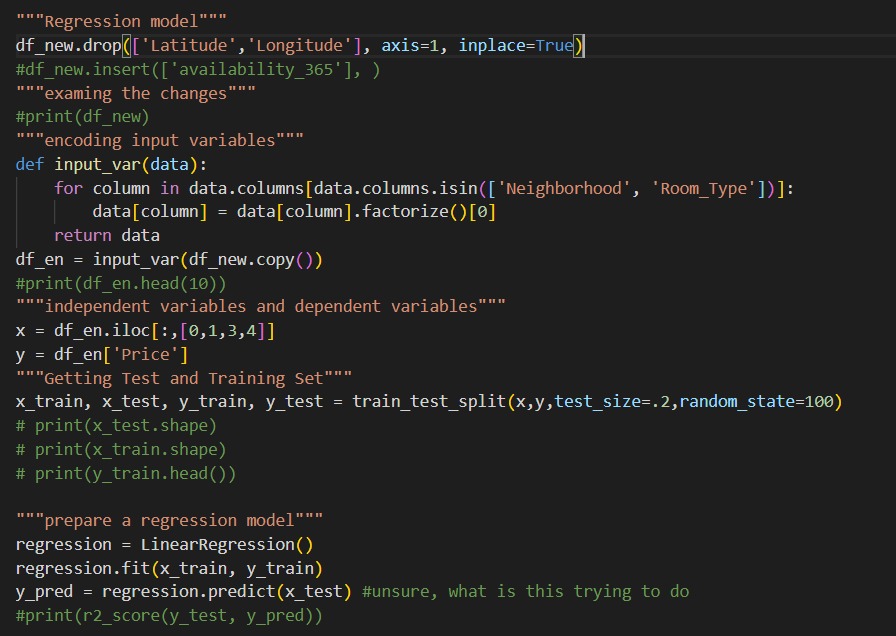 """Regression model"""
df_new.drop(['Latitude','Longitude'], axis=1, inplace=True)
#df_new.insert(['availability_365'], )
"""examing the changes"""
#print(df_new)
"""encoding input variables"""
def input_var(data):
    for column in data.columns[data.columns.isin(['Neighborhood', 'Room_Type'])]:
        data[column] = data[column].factorize()[0]
    return data
df_en = input_var(df_new.copy())
#print(df_en.head(10))
"""independent variables and dependent variables"""
x = df_en.iloc[:,[0,1,3,4]]
y = df_en['Price']
"""Getting Test and Training Set"""
x_train, x_test, y_train, y_test = train_test_split(x,y,test_size=.2,random_state=100)
# print(x_test.shape)
# print(x_train.shape)
# print(y_train.head())

"""prepare a regression model"""
regression = LinearRegression()
regression.fit(x_train, y_train)
y_pred = regression.predict(x_test) #unsure, what is this trying to do
#print(r2_score(y_test, y_pred))